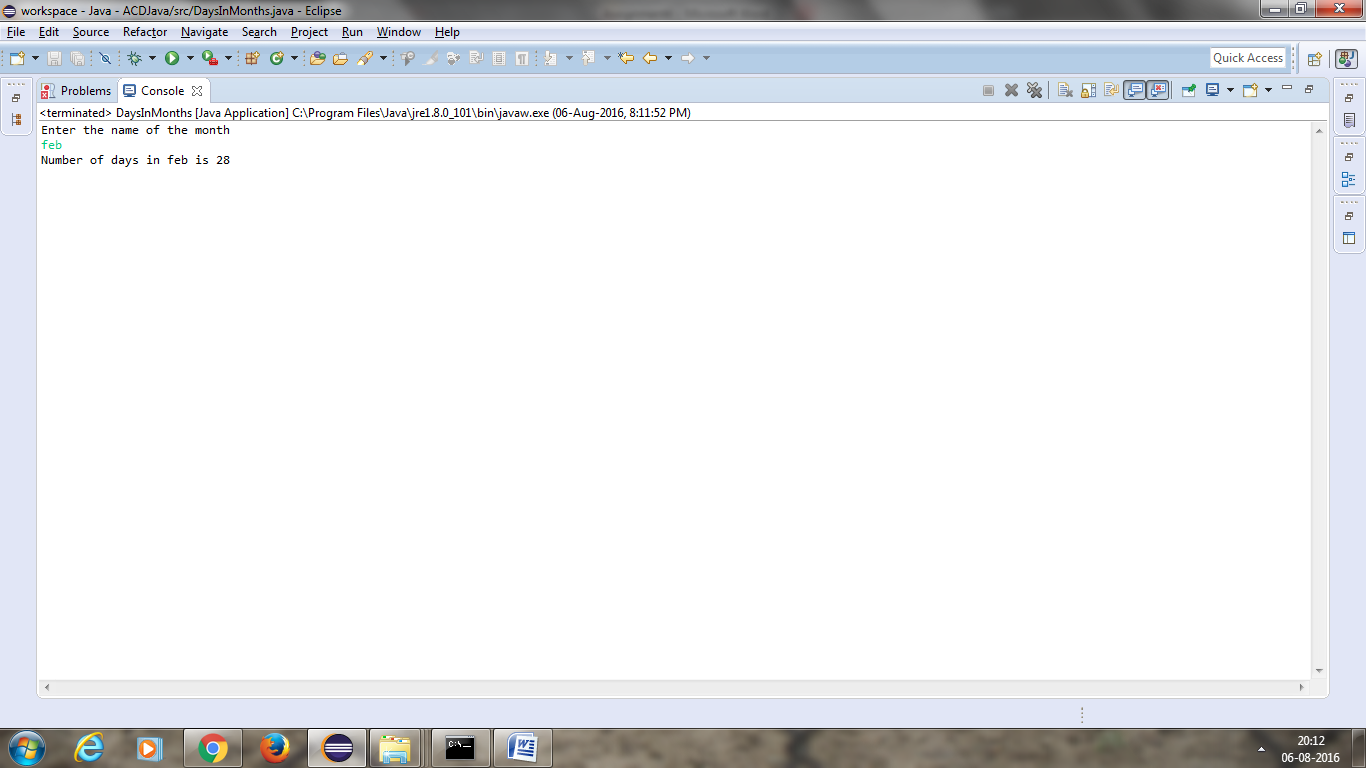 workspace - Java - ACDJava/src/DaysInMonths.java - Eclipse
File Edit Source Refactor Navigate Search Project Run Window Help
Quick Access
Problems Console
<terminated> DaysInMonths [Java Application] C:\Program Files\Java\jre1.8.0_101\bin\javaw.exe (06-Aug-2016, 8:11:52 PM)
Enter the name of the month
feb
Number of days in feb is 28
20:12
06-08-2016